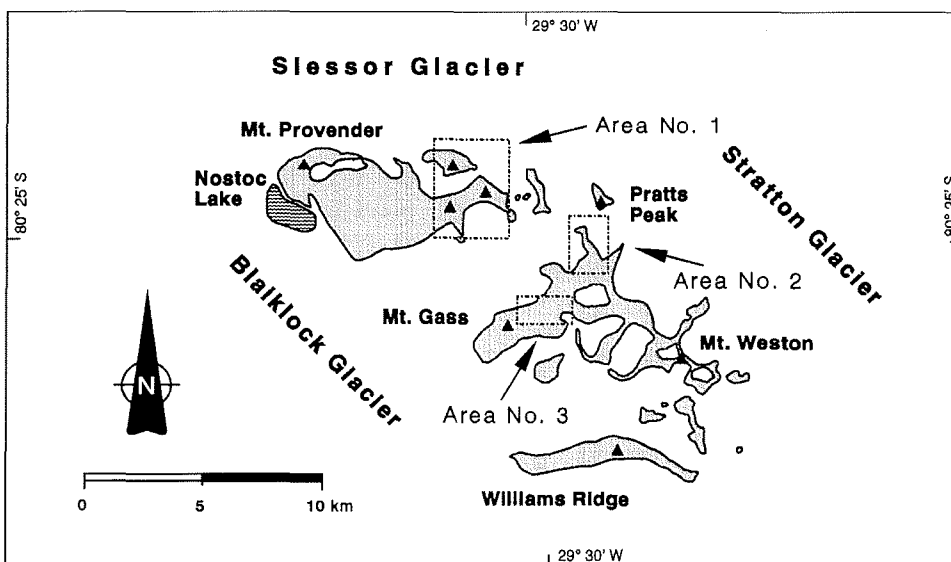 29° 30' W
Slessor Glacier
Area No. 1
Mt. Provender
Stratton Glacier
80° 25' S
Nostoc
Lake
Pratts
Peak
80° 25' S
Blaiklock Glacier
Area No. 2
Mt. Gass
Mt. Weston
N
Area No. 3
0 5 10 km
Williams Ridge
29° 30' W